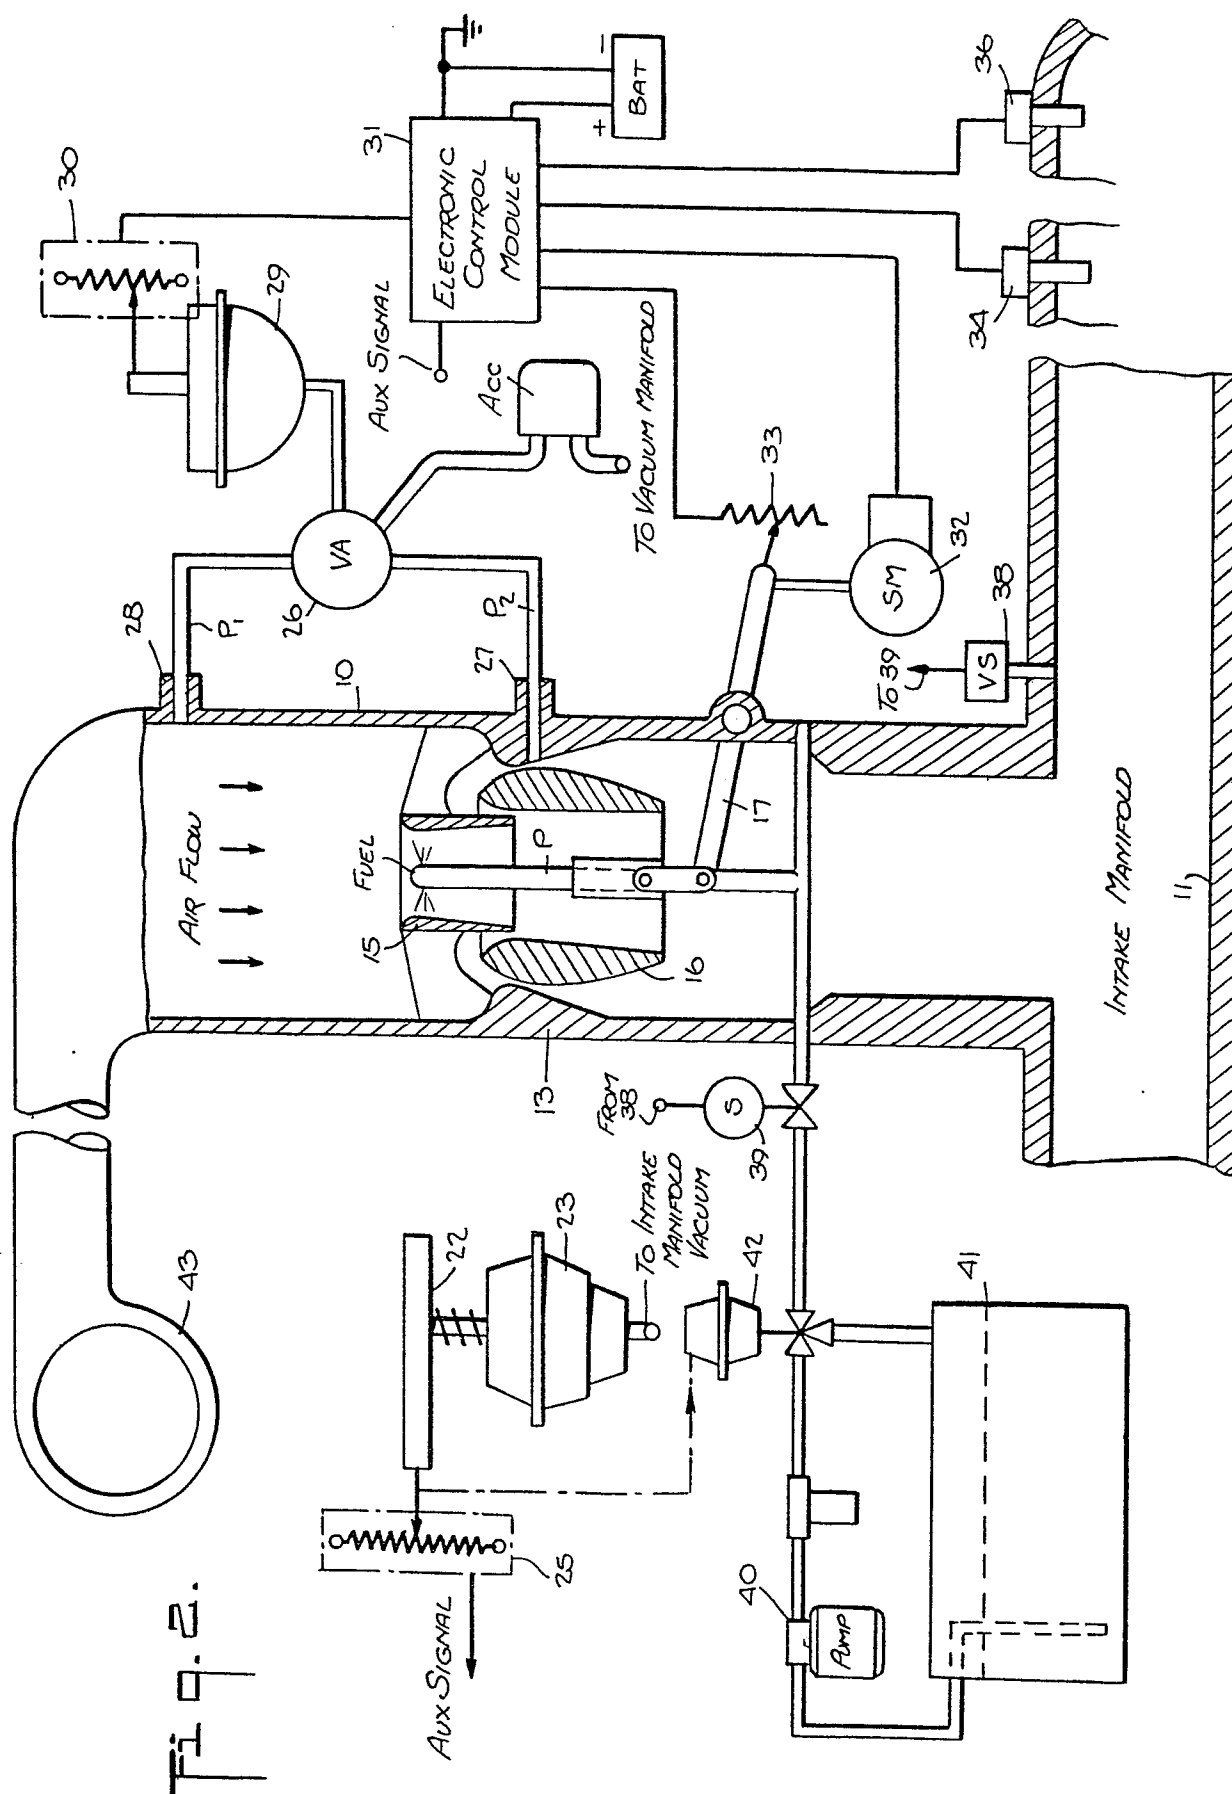 FIG. 2.
43
AIR FLOW
28
P1
10
26
VA
29
30
AUX SIGNAL
31
ELECTRONIC
CONTROL
MODULE
+
-
BAT
ACC
TO VACUUM MANIFOLD
P2
27
FUEL
15
P
16
17
13
33
SM
32
TO 39
VS
38
34
36
INTAKE MANIFOLD
11
AUX SIGNAL
25
22
23
TO INTAKE
MANIFOLD
VACUUM
42
FROM
38
S
39
40
PUMP
41